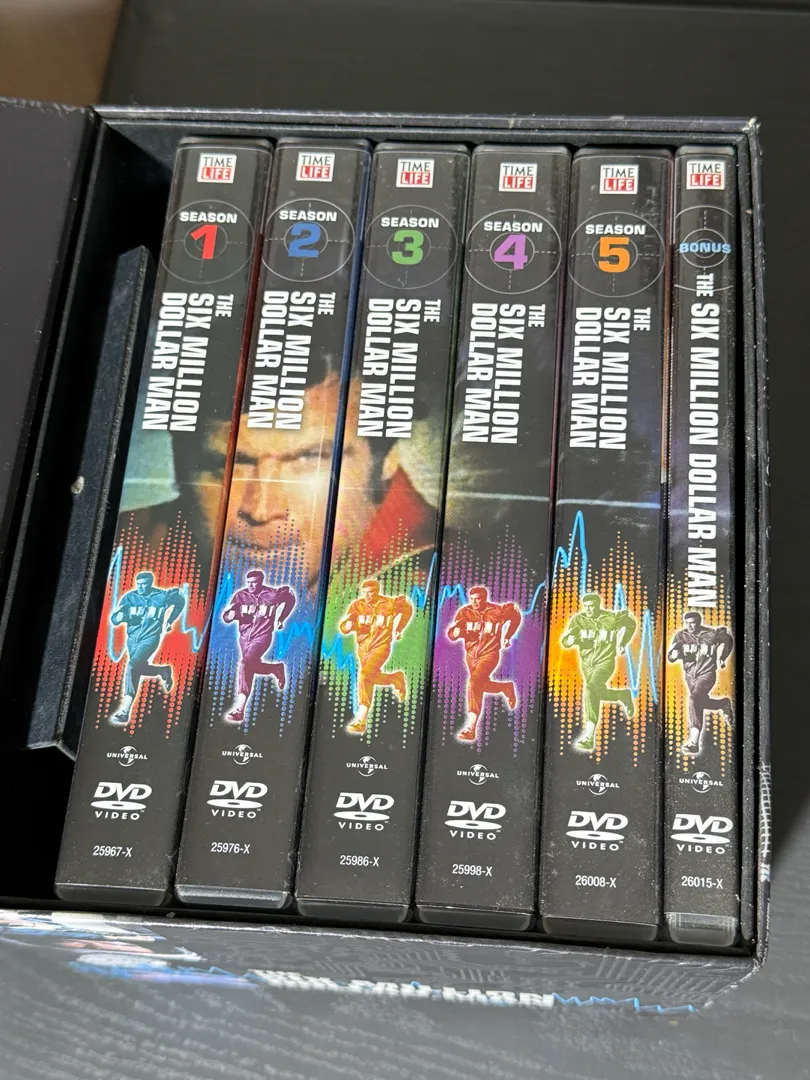 TIME
LIFE
SEASON
1
THE
SIX MILLION
DOLLAR MAN
UNIVERSAL
DVD
VIDEO
25967-X
TIME
LIFE
SEASON
2
THE
SIX MILLION
DOLLAR MAN
UNIVERSAL
DVD
VIDEO
25976-X
TIME
LIFE
SEASON
3
THE
SIX MILLION
DOLLAR MAN
UNIVERSAL
DVD
VIDEO
25986-X
TIME
LIFE
SEASON
4
THE
SIX MILLION
DOLLAR MAN
UNIVERSAL
DVD
VIDEO
25998-X
TIME
LIFE
SEASON
5
THE
SIX MILLION
DOLLAR MAN
UNIVERSAL
DVD
VIDEO
26008-X
TIME
LIFE
BONUS
THE SIX MILLION DOLLAR MAN
UNIVERSAL
DVD
VIDEO
26015-X